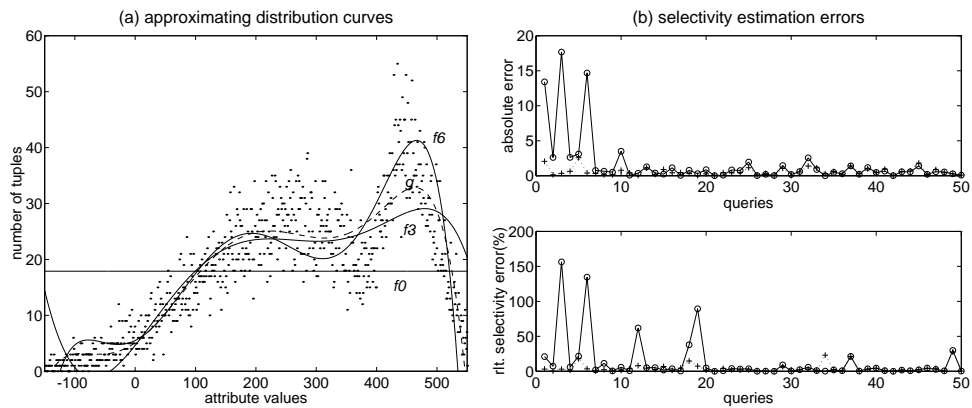 (a) approximating distribution curves
60
50
40
30
20
10
0
number of tuples
f6
g
f3
f0
-100 0 100 200 300 400 500
attribute values
(b) selectivity estimation errors
20
15
10
5
0
absolute error
0 10 20 30 40 50
queries
200
150
100
50
0
rlt. selectivity error(%)
0 10 20 30 40 50
queries